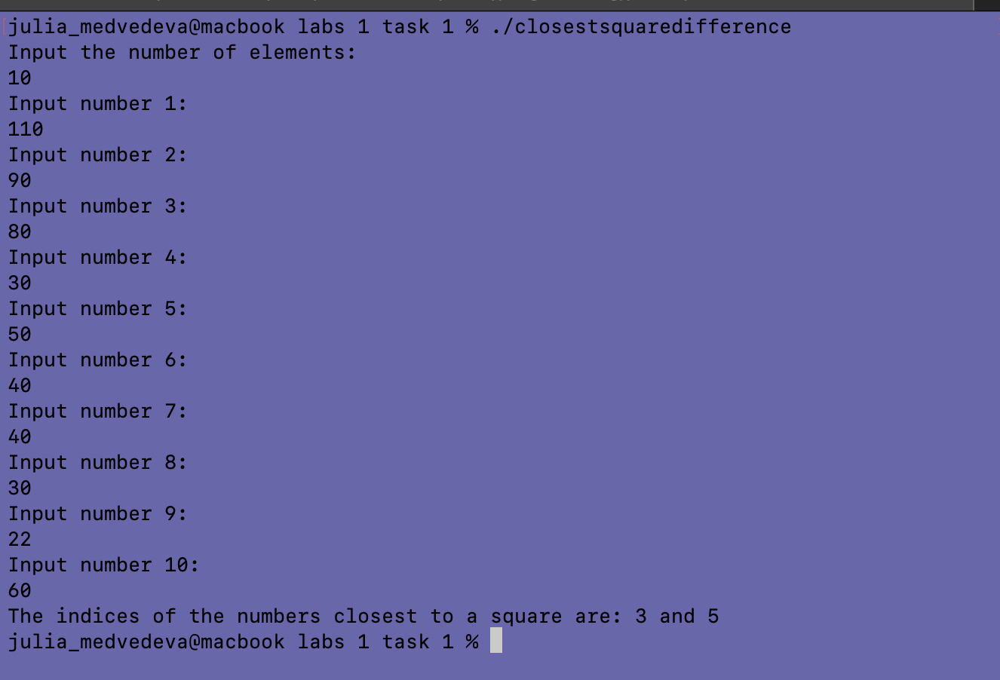 julia_medvedeva@macbook labs 1 task 1 % ./closestsquaredifference
Input the number of elements:
10
Input number 1:
110
Input number 2:
90
Input number 3:
80
Input number 4:
30
Input number 5:
50
Input number 6:
40
Input number 7:
40
Input number 8:
30
Input number 9:
22
Input number 10:
60
The indices of the numbers closest to a square are: 3 and 5
julia_medvedeva@macbook labs 1 task 1 %